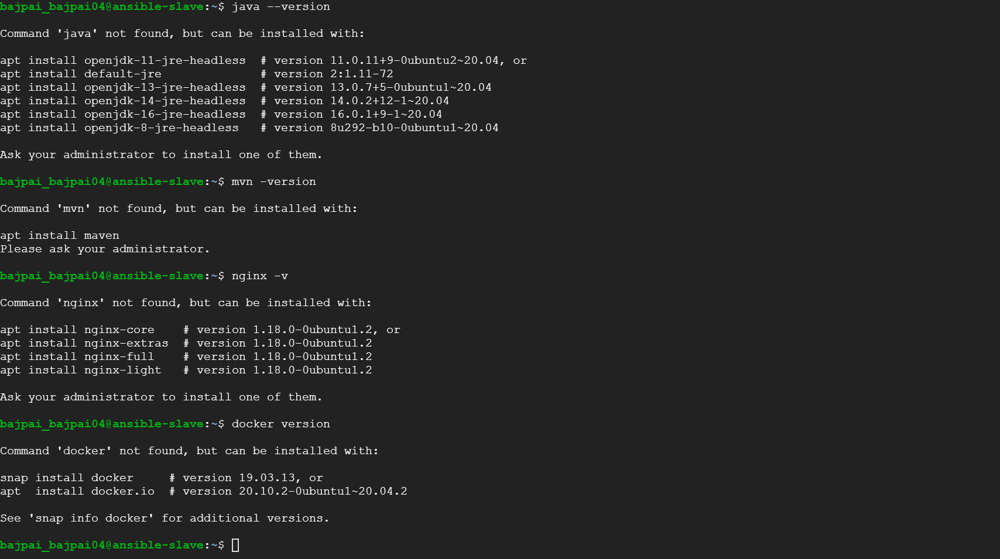 bajpai_bajpai04@ansible-slave:~$ java --version
Command 'java' not found, but can be installed with:
apt install openjdk-11-jre-headless  # version 11.0.11+9-0ubuntu2~20.04, or
apt install default-jre              # version 2:1.11-72
apt install openjdk-13-jre-headless  # version 13.0.7+5-0ubuntu1~20.04
apt install openjdk-14-jre-headless  # version 14.0.2+12-1~20.04
apt install openjdk-16-jre-headless  # version 16.0.1+9-1~20.04
apt install openjdk-8-jre-headless   # version 8u292-b10-0ubuntu1~20.04
Ask your administrator to install one of them.
bajpai_bajpai04@ansible-slave:~$ mvn -version
Command 'mvn' not found, but can be installed with:
apt install maven
Please ask your administrator.
bajpai_bajpai04@ansible-slave:~$ nginx -v
Command 'nginx' not found, but can be installed with:
apt install nginx-core    # version 1.18.0-0ubuntu1.2, or
apt install nginx-extras  # version 1.18.0-0ubuntu1.2
apt install nginx-full    # version 1.18.0-0ubuntu1.2
apt install nginx-light   # version 1.18.0-0ubuntu1.2
Ask your administrator to install one of them.
bajpai_bajpai04@ansible-slave:~$ docker version
Command 'docker' not found, but can be installed with:
snap install docker     # version 19.03.13, or
apt  install docker.io  # version 20.10.2-0ubuntu1~20.04.2
See 'snap info docker' for additional versions.
bajpai_bajpai04@ansible-slave:~$